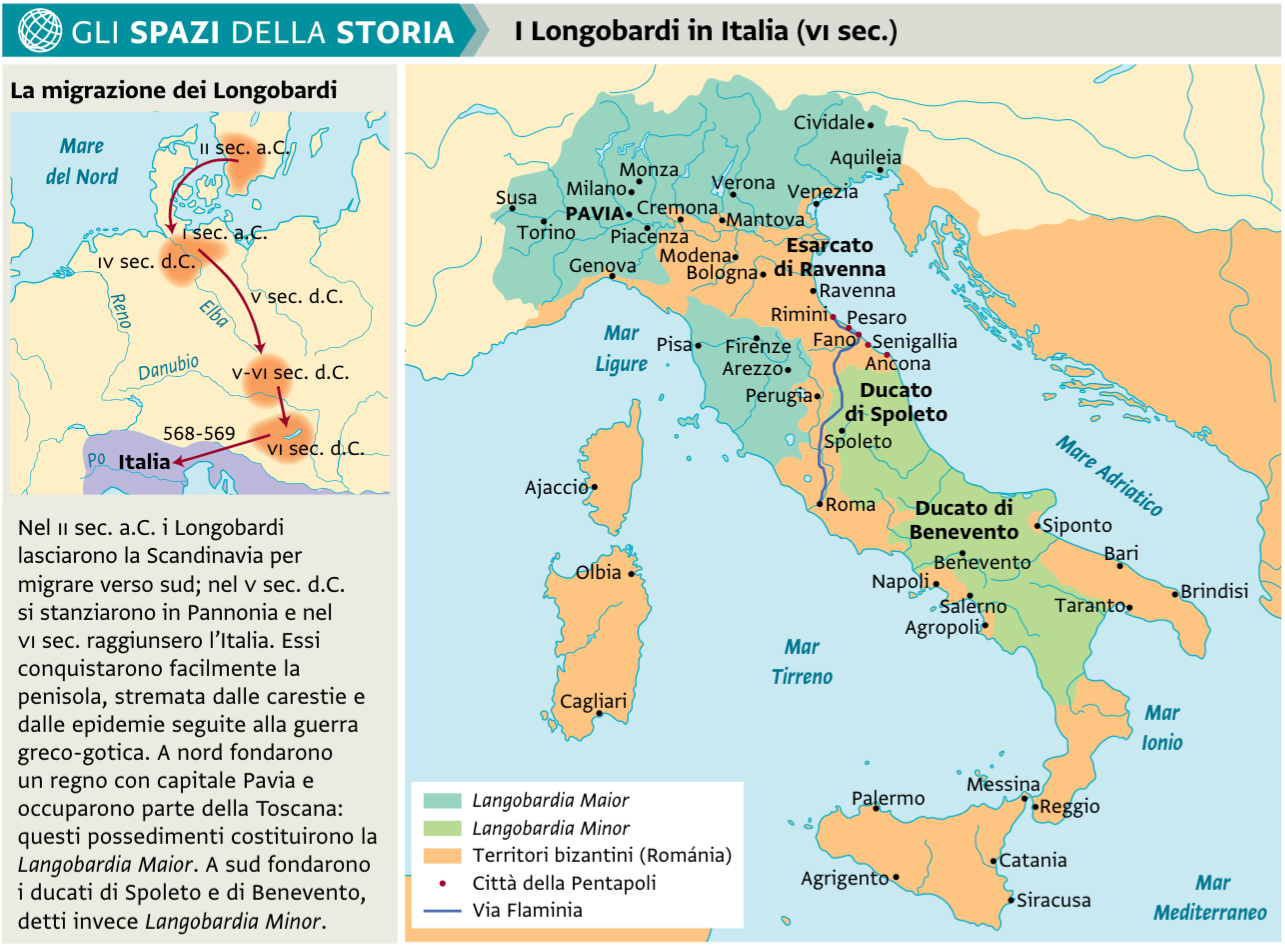 GLI SPAZI DELLA STORIA
I Longobardi in Italia (VI sec.)
La migrazione dei Longobardi
Mare
del Nord
II sec. a.C.
I sec. a.C.
IV sec. d.C.
V sec. d.C.
Reno
Elba
Danubio
V-VI sec. d.C.
568-569
VI sec. d.C.
Po
Italia
Nel II sec. a.C. i Longobardi
lasciarono la Scandinavia per
migrare verso sud; nel V sec. d.C.
si stanziarono in Pannonia e nel
VI sec. raggiunsero l'Italia. Essi
conquistarono facilmente la
penisola, stremata dalle carestie e
dalle epidemie seguite alla guerra
greco-gotica. A nord fondarono
un regno con capitale Pavia e
occuparono parte della Toscana:
questi possedimenti costituirono la
Langobardia Maior. A sud fondarono
i ducati di Spoleto e di Benevento,
detti invece Langobardia Minor.
Cividale
Aquileia
Monza
Milano
Verona
Venezia
Susa
PAVIA
Cremona
Mantova
Torino
Piacenza
Modena
Bologna
Esarcato
di Ravenna
Genova
Ravenna
Rimini
Pesaro
Fano
Senigallia
Ancona
Mar
Ligure
Pisa
Firenze
Arezzo
Perugia
Ducato
di Spoleto
Spoleto
Mare Adriatico
Ajaccio
Roma
Ducato di
Benevento
Siponto
Bari
Benevento
Olbia
Napoli
Brindisi
Salerno
Taranto
Agropoli
Mar
Tirreno
Cagliari
Mar
Ionio
Messina
Reggio
Palermo
Catania
Agrigento
Siracusa
Mar
Mediterraneo
Langobardia Maior
Langobardia Minor
Territori bizantini (Románia)
Città della Pentapoli
Via Flaminia